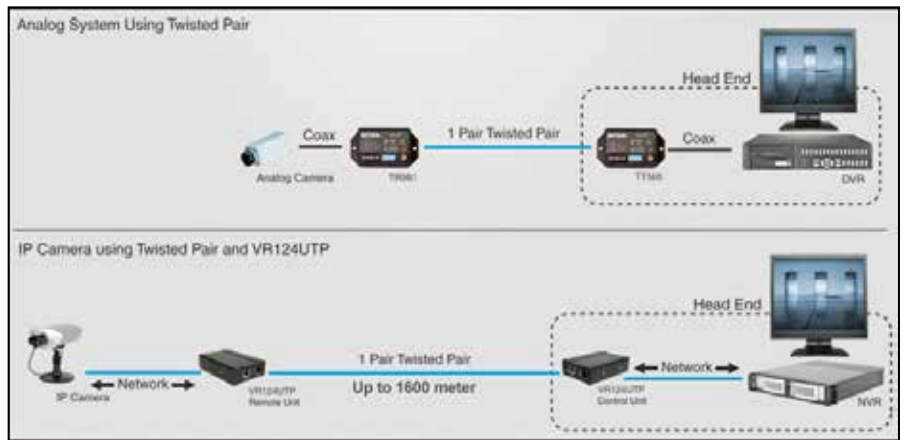 Analog System Using Twisted Pair
Head End
Coax
1 Pair Twisted Pair
Coax
Analog Camera
DVR
IP Camera using Twisted Pair and VR124UTP
Head End
1 Pair Twisted Pair
Network
Network
Up to 1600 meter
IP Camera
VR124UTP
Remote Unit
VR124UTP
Control Unit
NVR